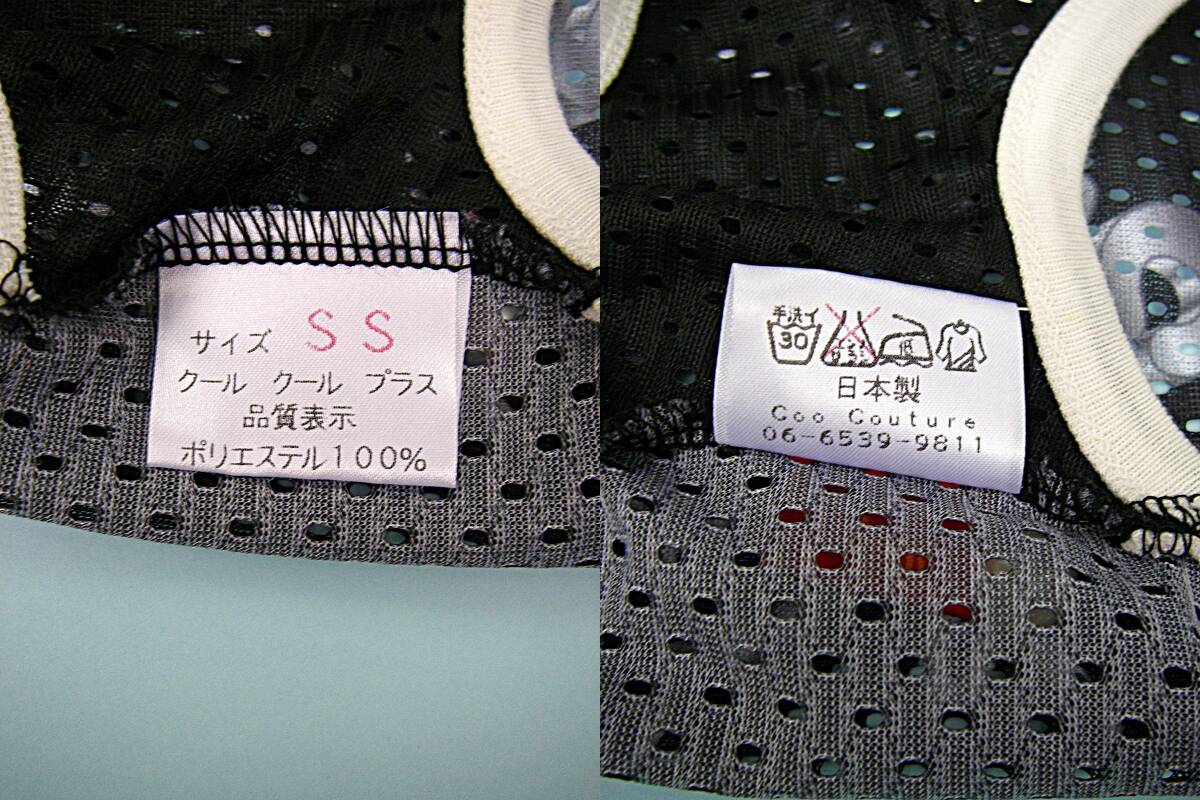 サイズ SS
クール クール プラス
品質表示
ポリエステル100%
手洗イ
30
低
日本製
Coo Couture
06-6539-9811